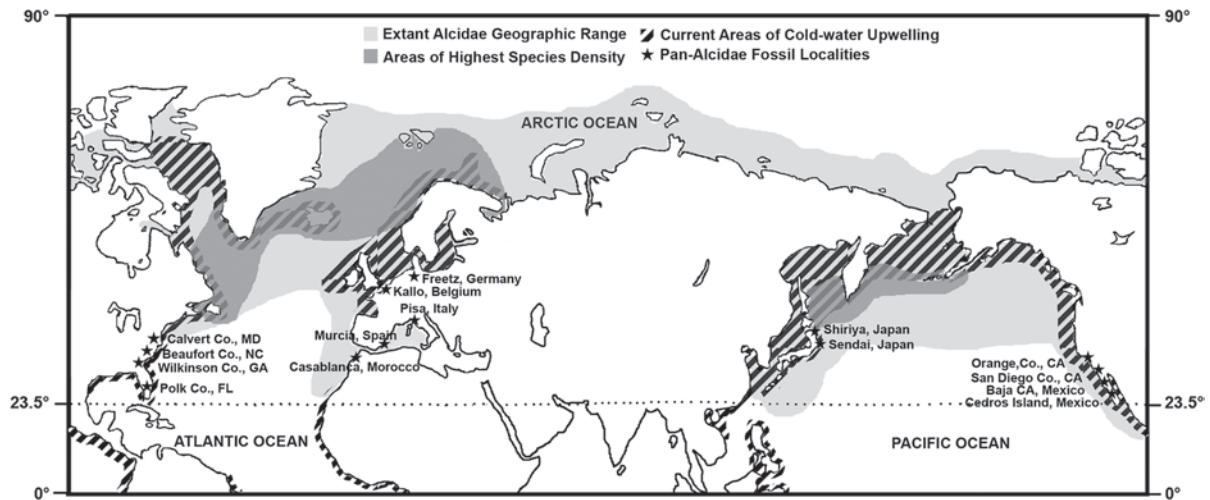 90°
90°
Extant Alcidae Geographic Range
Current Areas of Cold-water Upwelling
Areas of Highest Species Density
Pan-Alcidae Fossil Localities
ARCTIC OCEAN
Freetz, Germany
Kallo, Belgium
Pisa, Italy
Murcia, Spain
Casablanca, Morocco
Calvert Co., MD
Beaufort Co., NC
Wilkinson Co., GA
Polk Co., FL
Shiriya, Japan
Sendai, Japan
Orange,Co., CA
San Diego Co., CA
Baja CA, Mexico
Cedros Island, Mexico
23.5°
23.5°
ATLANTIC OCEAN
PACIFIC OCEAN
0°
0°